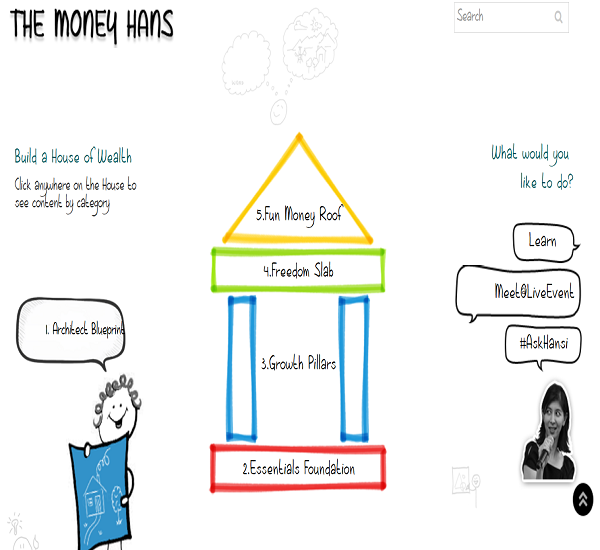 THE MONEY HANS
Search
Build a House of Wealth
Click anywhere on the House to
see content by category
What would you
like to do?
5.Fun Money Roof
4.Freedom Slab
3.Growth Pillars
2.Essentials Foundation
1. Architect Blueprint
Learn
Meet@LiveEvent
#AskHansi